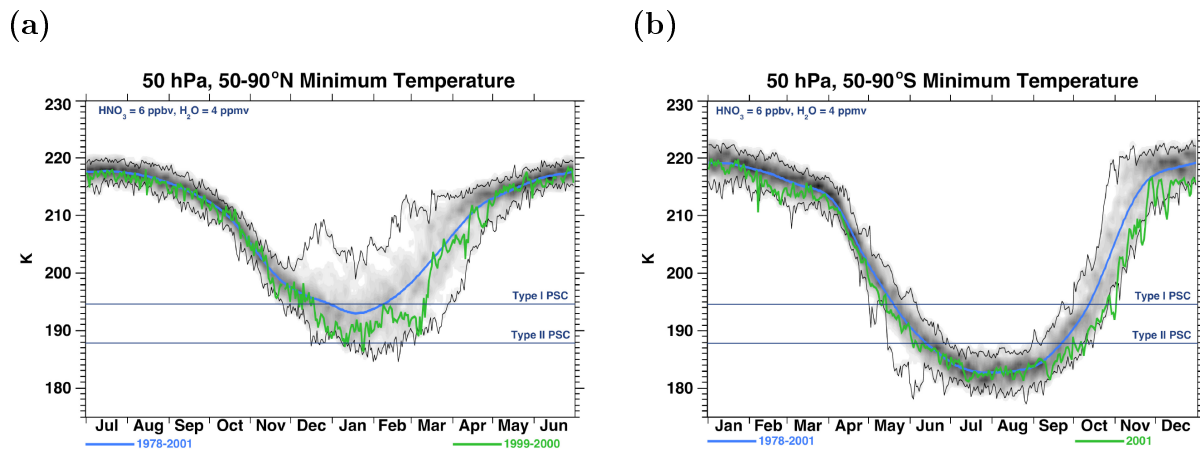 (a)
50 hPa, 50-90°N Minimum Temperature
HNO3 = 6 ppbv, H2O = 4 ppmv
230
220
210
200
190
180
K
Type I PSC
Type II PSC
Jul Aug Sep Oct Nov Dec Jan Feb Mar Apr May Jun
1978-2001 1999-2000
(b)
50 hPa, 50-90°S Minimum Temperature
HNO3 = 6 ppbv, H2O = 4 ppmv
230
220
210
200
190
180
K
Type I PSC
Type II PSC
Jan Feb Mar Apr May Jun Jul Aug Sep Oct Nov Dec
1978-2001 2001